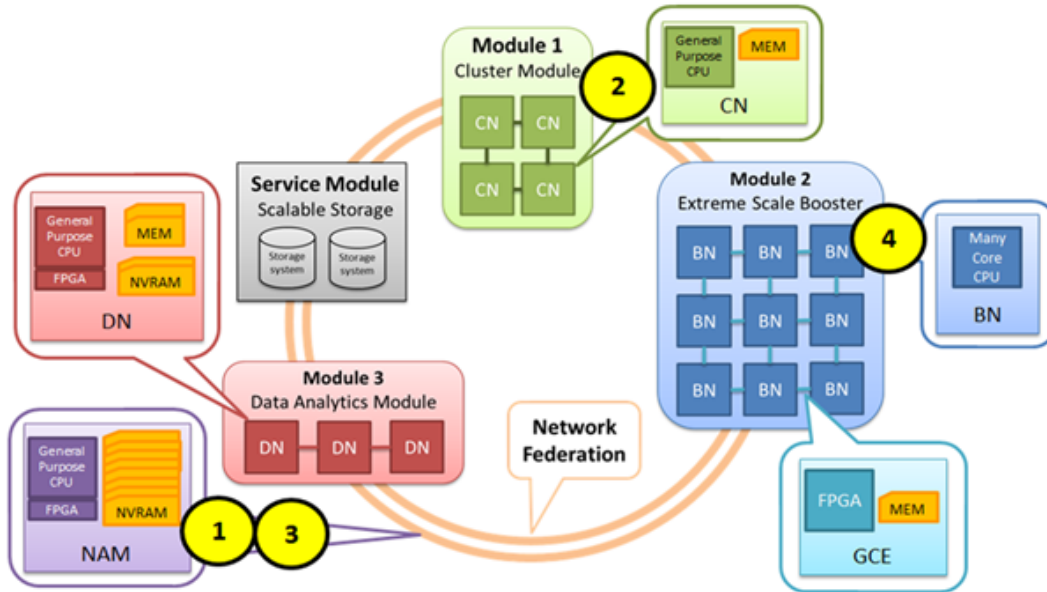 Module 1
Cluster Module
CN
CN
CN
CN
2
General
Purpose
CPU
MEM
CN
Service Module
Scalable Storage
Storage
system
Storage
system
Module 2
Extreme Scale Booster
BN
BN
BN
BN
BN
BN
BN
BN
BN
4
Many
Core
CPU
BN
General
Purpose
CPU
FPGA
MEM
NVRAM
DN
Module 3
Data Analytics Module
DN
DN
DN
Network
Federation
General
Purpose
CPU
FPGA
NVRAM
NAM
1
3
FPGA
MEM
GCE